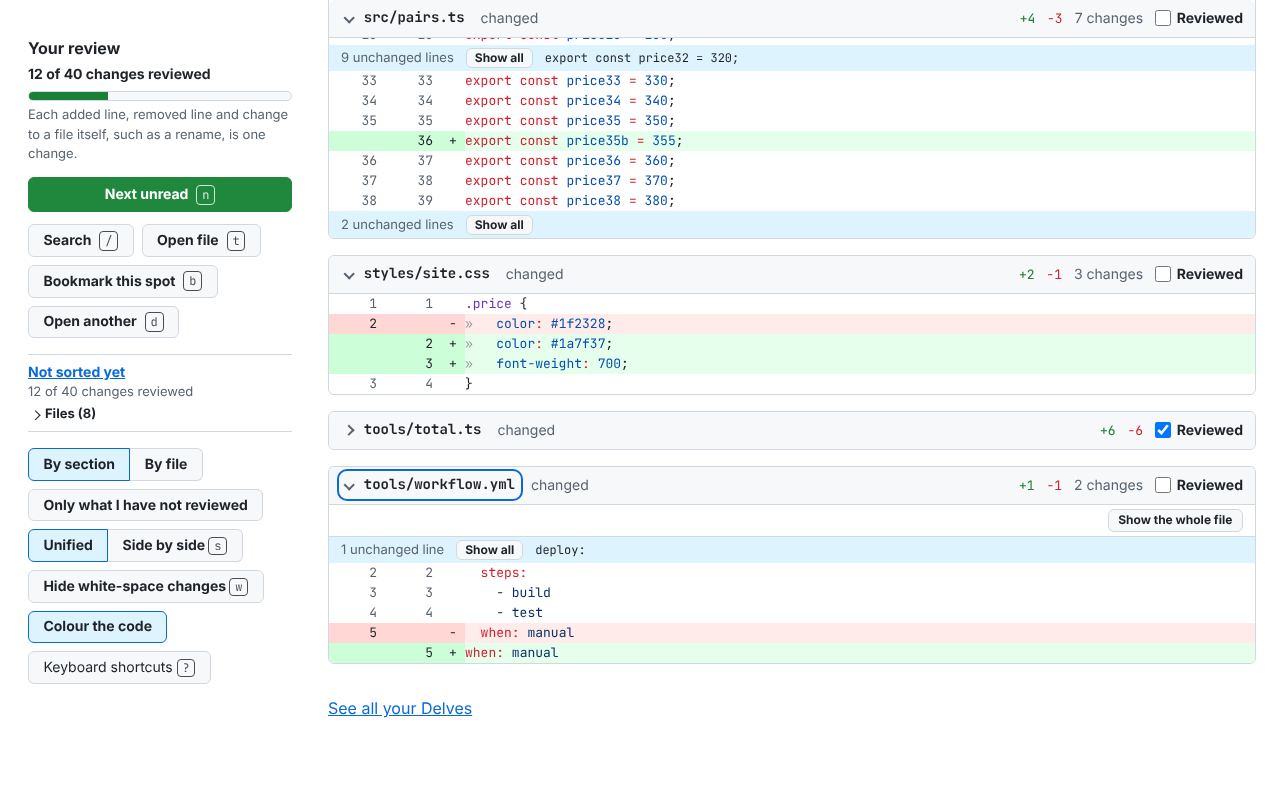 Your review
12 of 40 changes reviewed
Each added line, removed line and change
to a file itself, such as a rename, is one
change.
Next unread n
Search /
Open file t
Bookmark this spot b
Open another d
Not sorted yet
12 of 40 changes reviewed
Files (8)
By section
By file
Only what I have not reviewed
Unified
Side by side s
Hide white-space changes w
Colour the code
Keyboard shortcuts ?
src/pairs.ts changed +4 -3 7 changes Reviewed
9 unchanged lines Show all export const price32 = 320;
33 33 export const price33 = 330;
34 34 export const price34 = 340;
35 35 export const price35 = 350;
36 + export const price35b = 355;
36 37 export const price36 = 360;
37 38 export const price37 = 370;
38 39 export const price38 = 380;
2 unchanged lines Show all
styles/site.css changed +2 -1 3 changes Reviewed
1 1 .price {
2 - » color: #1f2328;
2 + » color: #1a7f37;
3 + » font-weight: 700;
3 4 }
tools/total.ts changed +6 -6 Reviewed
tools/workflow.yml changed +1 -1 2 changes Reviewed
Show the whole file
1 unchanged line Show all deploy:
2 2 steps:
3 3 - build
4 4 - test
5 - when: manual
5 + when: manual
See all your Delves